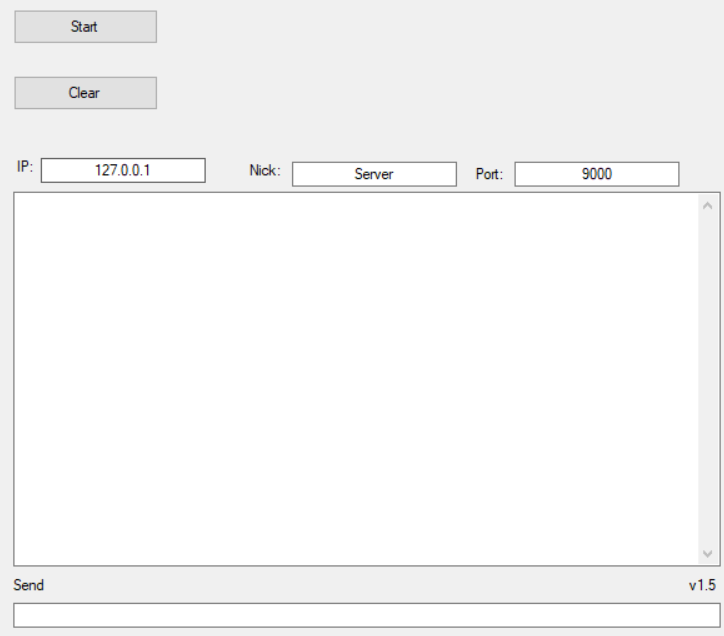 Start
Clear
IP: 127.0.0.1 Nick: Server Port: 9000
Send v1.5